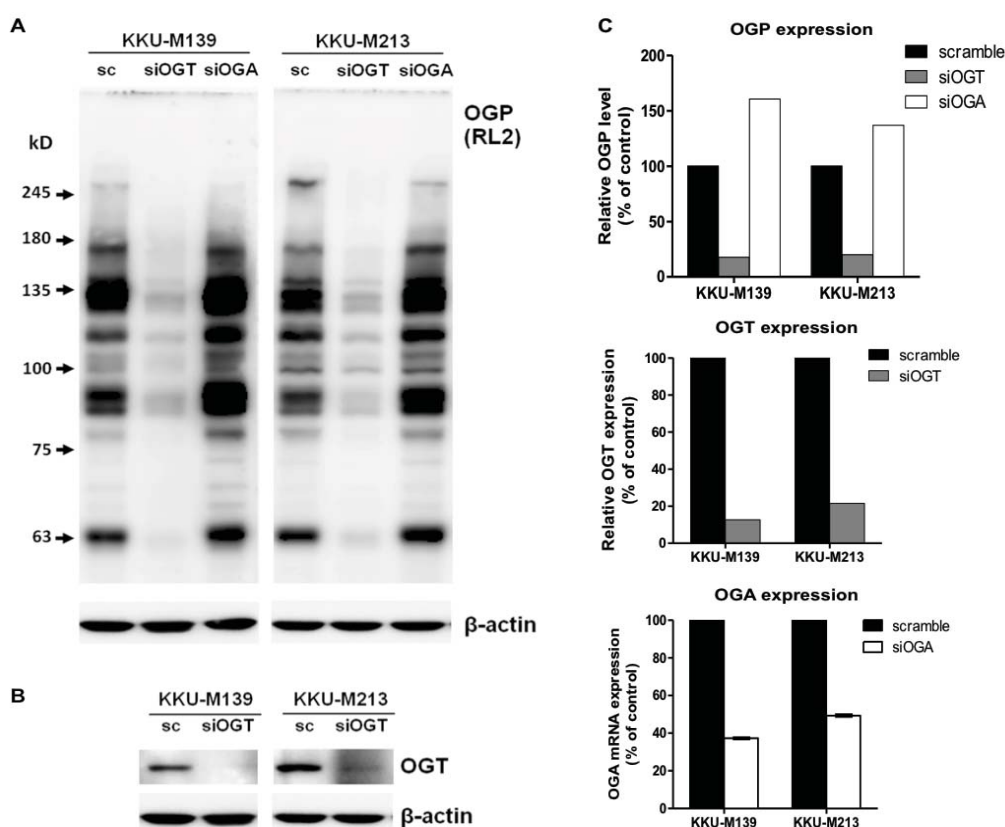 A
KKU-M139 KKU-M213
sc siOGT siOGA sc siOGT siOGA
OGP
(RL2)
kD
245
180
135
100
75
63
β-actin
B
KKU-M139 KKU-M213
sc siOGT sc siOGT
OGT
β-actin
C
OGP expression
scramble
siOGT
siOGA
Relative OGP level
(% of control)
200
150
100
50
0
KKU-M139 KKU-M213
OGT expression
scramble
siOGT
Relative OGT expression
(% of control)
100
80
60
40
20
0
KKU-M139 KKU-M213
OGA expression
scramble
siOGA
OGA mRNA expression
(% of control)
100
80
60
40
20
0
KKU-M139 KKU-M213